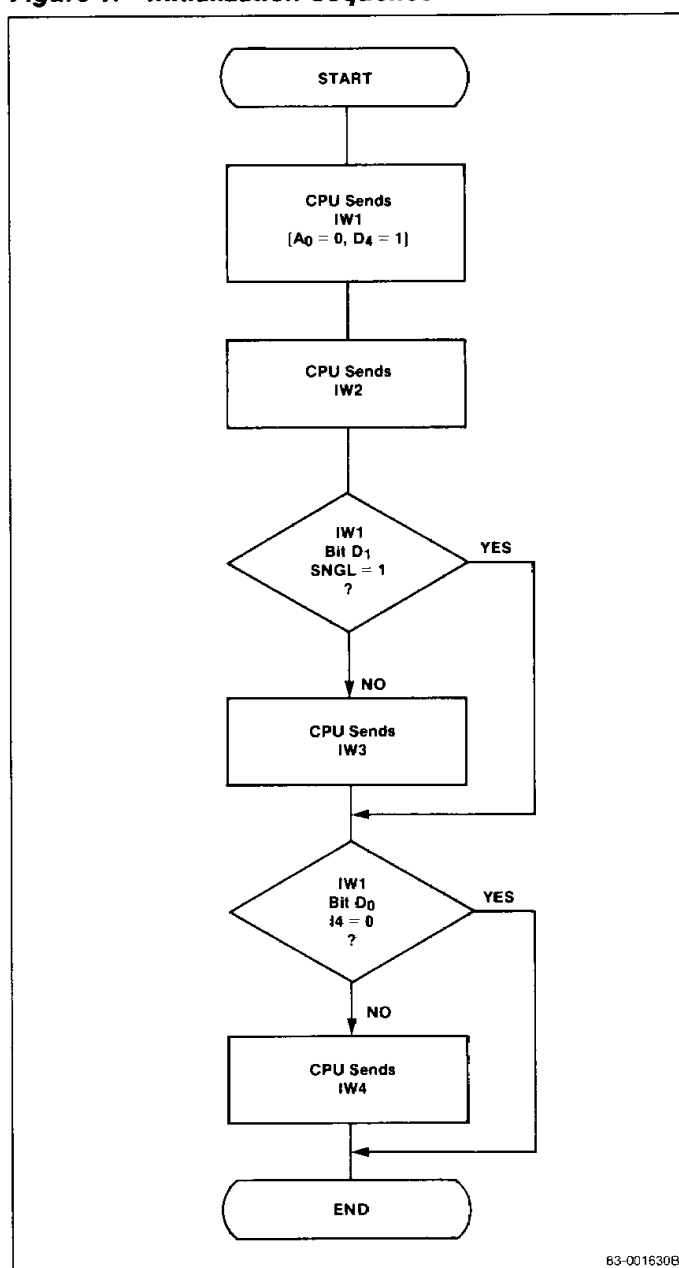 START
CPU Sends
IW1
[A0 = 0, D4 = 1]
CPU Sends
IW2
IW1
Bit D1
SNGL = 1
?
YES
NO
CPU Sends
IW3
IW1
Bit D0
I4 = 0
?
YES
NO
CPU Sends
IW4
END
83-001630B